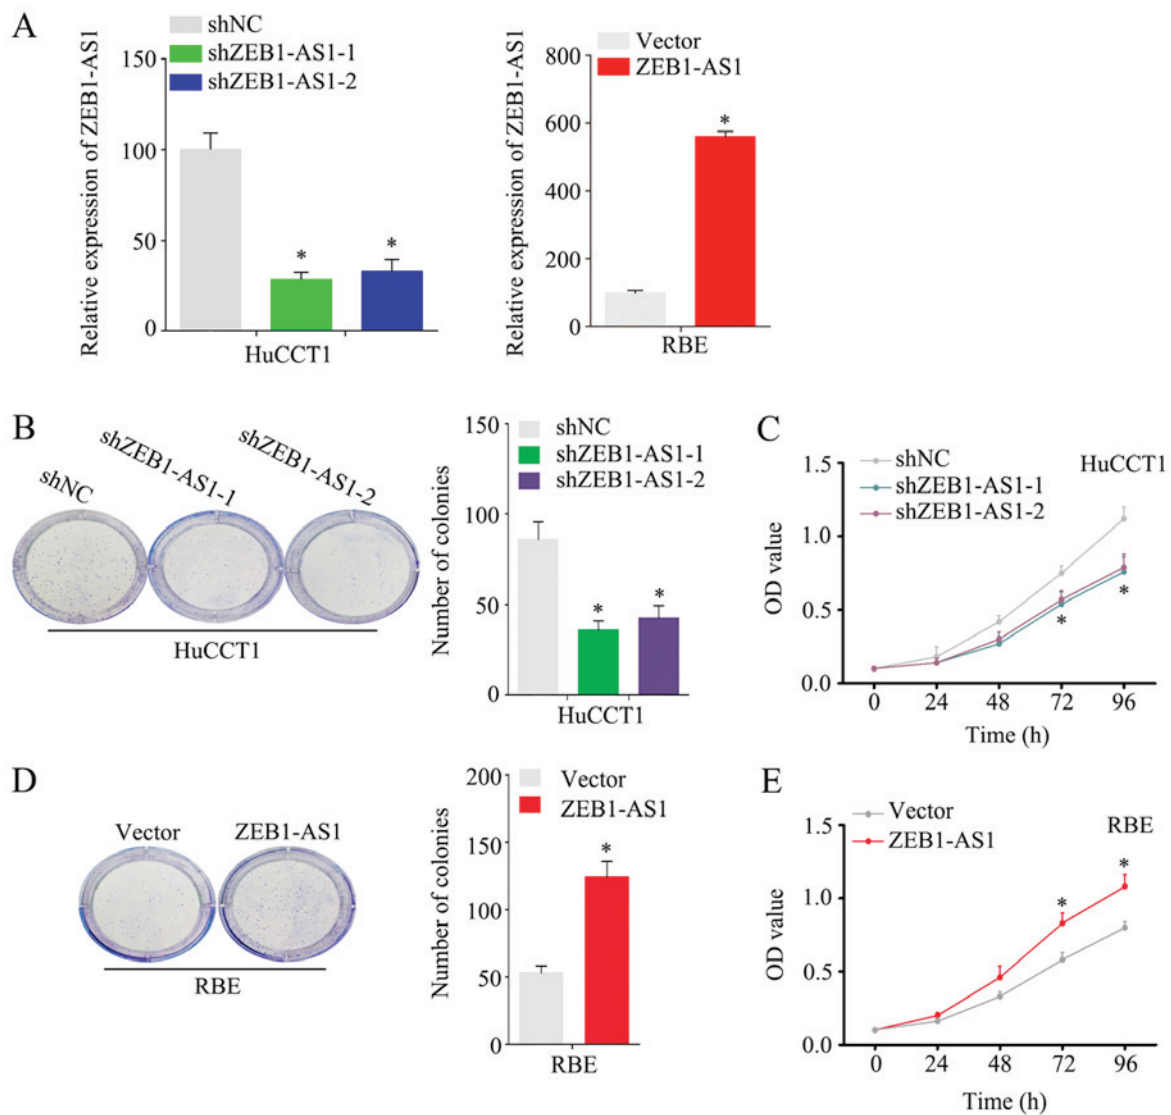 A
shNC
shZEB1-AS1-1
shZEB1-AS1-2
Relative expression of ZEB1-AS1
150
100
50
0
*
*
HuCCT1
Vector
ZEB1-AS1
Relative expression of ZEB1-AS1
800
600
400
200
0
*
RBE
B
shNC
shZEB1-AS1-1
shZEB1-AS1-2
HuCCT1
shNC
shZEB1-AS1-1
shZEB1-AS1-2
Number of colonies
150
100
50
0
*
*
HuCCT1
C
shNC
shZEB1-AS1-1
shZEB1-AS1-2
HuCCT1
OD value
1.5
1.0
0.5
0.0
*
*
0 24 48 72 96
Time (h)
D
Vector
ZEB1-AS1
RBE
Vector
ZEB1-AS1
Number of colonies
200
150
100
50
0
*
RBE
E
Vector
ZEB1-AS1
RBE
OD value
1.5
1.0
0.5
0.0
*
*
0 24 48 72 96
Time (h)